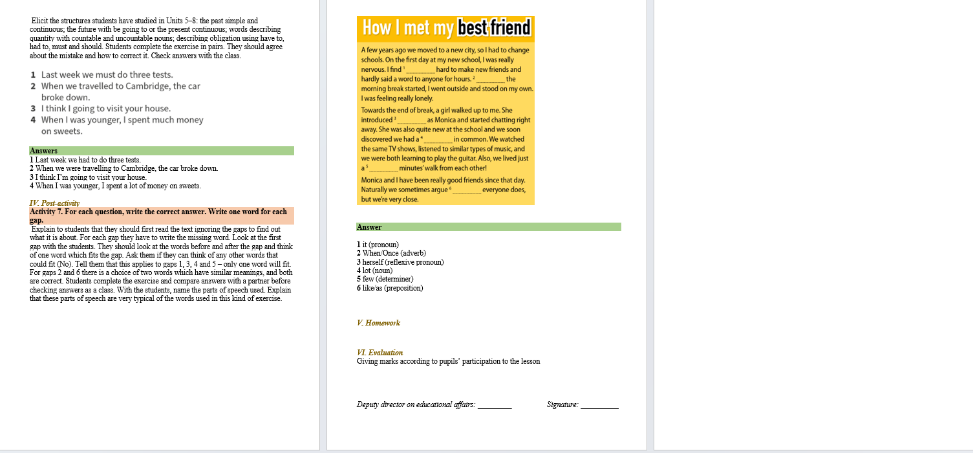 Elicit the structures students have studied in Units 5–8: the past simple and
continuous; the future with be going to or the present continuous; words describing
quantity with countable and uncountable nouns; describing obligation using have to,
had to, must and should. Students complete the exercise in pairs. They should agree
about the mistake and how to correct it. Check answers with the class.
1 Last week we must do three tests.
2 When we travelled to Cambridge, the car
broke down.
3 I think I going to visit your house.
4 When I was younger, I spent much money
on sweets.
Answers
1 Last week we had to do three tests.
2 When we were travelling to Cambridge, the car broke down.
3 I think I'm going to visit your house.
4 When I was younger, I spent a lot of money on sweets.
IV. Post-activity
Activity 7. For each question, write the correct answer. Write one word for each
gap.
Explain to students that they should first read the text ignoring the gaps to find out
what it is about. For each gap they have to write the missing word. Look at the first
gap with the students. They should look at the words before and after the gap and think
of one word which fits the gap. Ask them if they can think of any other words that
could fit (No). Tell them that this applies to gaps 1, 3, 4 and 5 – only one word will fit.
For gaps 2 and 6 there is a choice of two words which have similar meanings, and both
are correct. Students complete the exercise and compare answers with a partner before
checking answers as a class. With the students, name the parts of speech used. Explain
that these parts of speech are very typical of the words used in this kind of exercise.
How I met my best friend
A few years ago we moved to a new city, so I had to change
schools. On the first day at my new school, I was really
nervous. I find 1 ______ hard to make new friends and
hardly said a word to anyone for hours. 2 ______ the
morning break started, I went outside and stood on my own.
I was feeling really lonely.
Towards the end of break, a girl walked up to me. She
introduced 3 ______ as Monica and started chatting right
away. She was also quite new at the school and we soon
discovered we had a 4 ______ in common. We watched
the same TV shows, listened to similar types of music, and
we were both learning to play the guitar. Also, we lived just
a 5 ______ minutes' walk from each other!
Monica and I have been really good friends since that day.
Naturally we sometimes argue 6 ______ everyone does,
but we're very close.
Answer
1 it (pronoun)
2 When/Once (adverb)
3 herself (reflexive pronoun)
4 lot (noun)
5 few (determiner)
6 like/as (preposition)
V. Homework
VI. Evaluation
Giving marks according to pupils' participation to the lesson
Deputy director on educational affairs: ________ Signature: _________